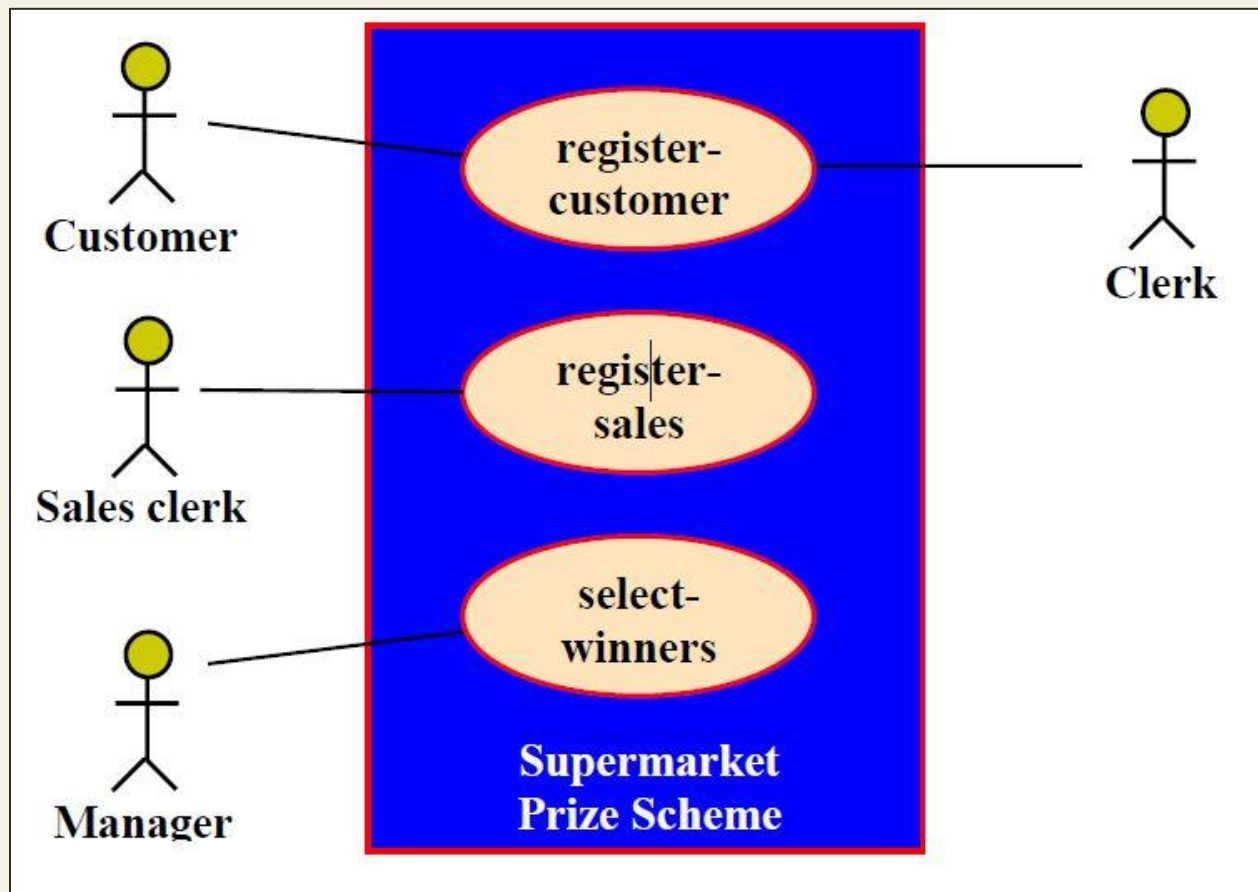 register-
customer
Customer
Clerk
register-
sales
Sales clerk
select-
winners
Supermarket
Prize Scheme
Manager